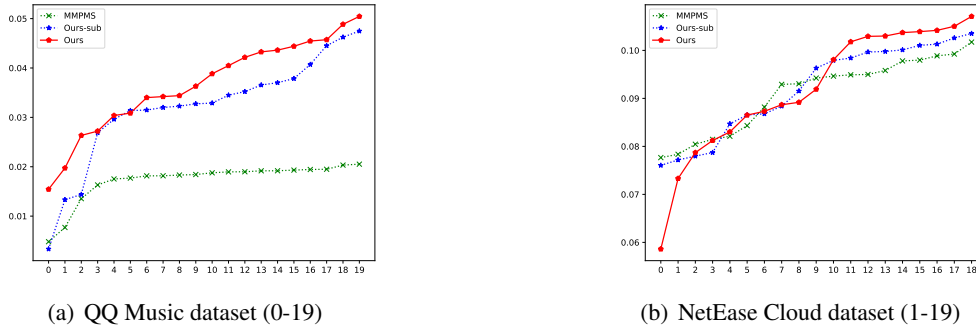 MMPMS
Ours-sub
Ours
0.05
0.04
0.03
0.02
0.01
0 1 2 3 4 5 6 7 8 9 10 11 12 13 14 15 16 17 18 19
(a) QQ Music dataset (0-19)
MMPMS
Ours-sub
Ours
0.10
0.09
0.08
0.07
0.06
0 1 2 3 4 5 6 7 8 9 10 11 12 13 14 15 16 17 18
(b) NetEase Cloud dataset (1-19)